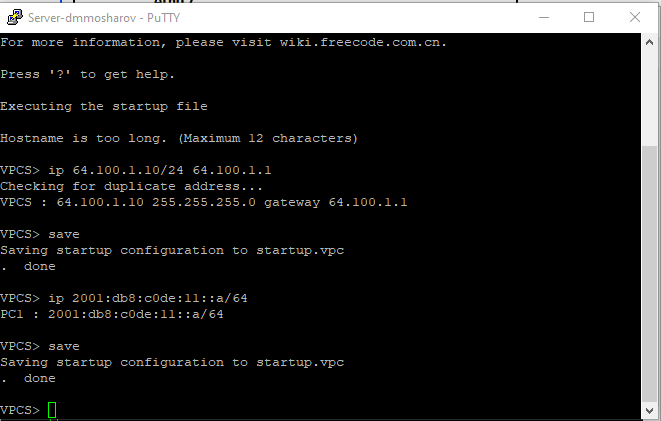 Server-dmmosharov - PuTTY
For more information, please visit wiki.freecode.com.cn.
Press '?' to get help.
Executing the startup file
Hostname is too long. (Maximum 12 characters)
VPCS> ip 64.100.1.10/24 64.100.1.1
Checking for duplicate address...
VPCS : 64.100.1.10 255.255.255.0 gateway 64.100.1.1
VPCS> save
Saving startup configuration to startup.vpc
.  done
VPCS> ip 2001:db8:c0de:11::a/64
PC1 : 2001:db8:c0de:11::a/64
VPCS> save
Saving startup configuration to startup.vpc
.  done
VPCS>